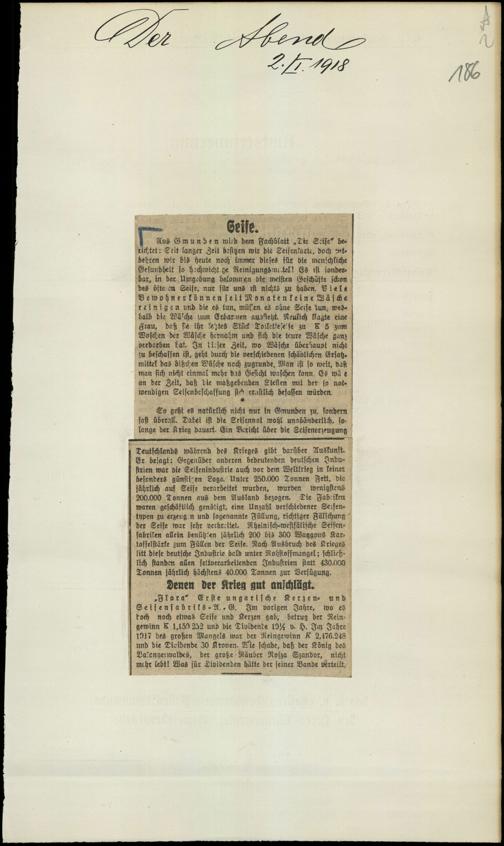 Der Abend
2./I. 1918
186
Seife.
Aus Gmunden wird dem Fachblatt „Die Seife" be-
richtet: Seit langer Zeit besitzen wir die Seifenkarte, doch ent-
behren wir bis heute noch immer dieses für die menschliche
Gesundheit so hochwichtige Reinigungsmittel! Es ist sonder-
bar, in der Umgebung bekommen die meisten Geschäfte schon
des öftern Seife, nur für uns ist nichts zu haben. Viele
Bewohner können seit Monaten keine Wäsche
reinigen und die es tun, müssen es ohne Seife tun, wes-
halb die Wäsche zum Erbarmen aussieht. Neulich klagte eine
Frau, daß sie ihr letztes Stück Toiletteseife zu K 5 zum
Waschen der Wäsche hernahm und sich die teure Wäsche ganz
verdorben hat. In dieser Zeit, wo Wäsche überhaupt nicht
zu beschaffen ist, geht durch die verschiedenen schädlichen Ersatz-
mittel das bißchen Wäsche noch zugrunde. Man ist so weit, daß
man sich nicht einmal mehr das Gesicht waschen kann. Es wäre
an der Zeit, daß die maßgebenden Stellen mit der so not-
wendigen Seifenbeschaffung sich ernstlich befassen würden.
*
So geht es natürlich nicht nur in Gmunden zu, sondern
fast überall. Dabei ist die Seifennot wohl unabänderlich, so-
lange der Krieg dauert. Ein Bericht über die Seifenerzeugung
Deutschlands während des Krieges gibt darüber Auskunft.
Er besagt: Gegenüber anderen bedeutenden deutschen Indu-
strien war die Seifenindustrie auch vor dem Weltkrieg in keiner
besonders günstigen Lage. Unter 250.000 Tonnen Fett, die
jährlich auf Seife verarbeitet wurden, wurden wenigstens
200.000 Tonnen aus dem Ausland bezogen. Die Fabriken
waren geschäftlich genötigt, eine Unzahl verschiedener Seifen-
typen zu erzeugen und sogenannte Füllung, richtiger Fälschung
der Seife war sehr verbreitet. Rheinisch-westfälische Seifen-
fabriken allein benützten jährlich 200 bis 300 Waggons Kar-
toffelstärke zum Füllen der Seife. Nach Ausbruch des Krieges
litt diese deutsche Industrie bald unter Rohstoffmangel; schließ-
lich standen allen fettverarbeitenden Industrien statt 430.000
Tonnen jährlich höchstens 40.000 Tonnen zur Verfügung.
Denen der Krieg gut anschlägt.
„Flora" Erste ungarische Kerzen- und
Seifenfabriks-A.-G. Im vorigen Jahre, wo es
noch etwas Seife und Kerzen gab, betrug der Rein-
gewinn K und die Dividende v. H. Im Jahre
1917 des großen Mangels war der Reingewinn K 2,476.248
und die Dividende 30 Kronen. Wie schade, daß der König des
Bakonyerwaldes, der große Räuber Rosza Sandor, nicht
mehr lebt! Was für Dividenden hätte der seiner Bande verteilt.